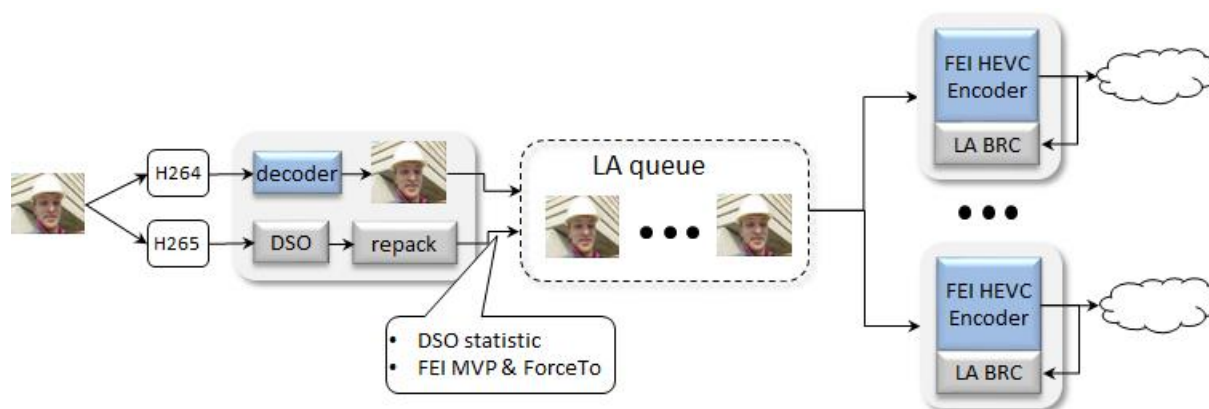 H264
decoder
H265
DSO
repack
• DSO statistic
• FEI MVP & ForceTo
LA queue
FEI HEVC
Encoder
LA BRC
FEI HEVC
Encoder
LA BRC